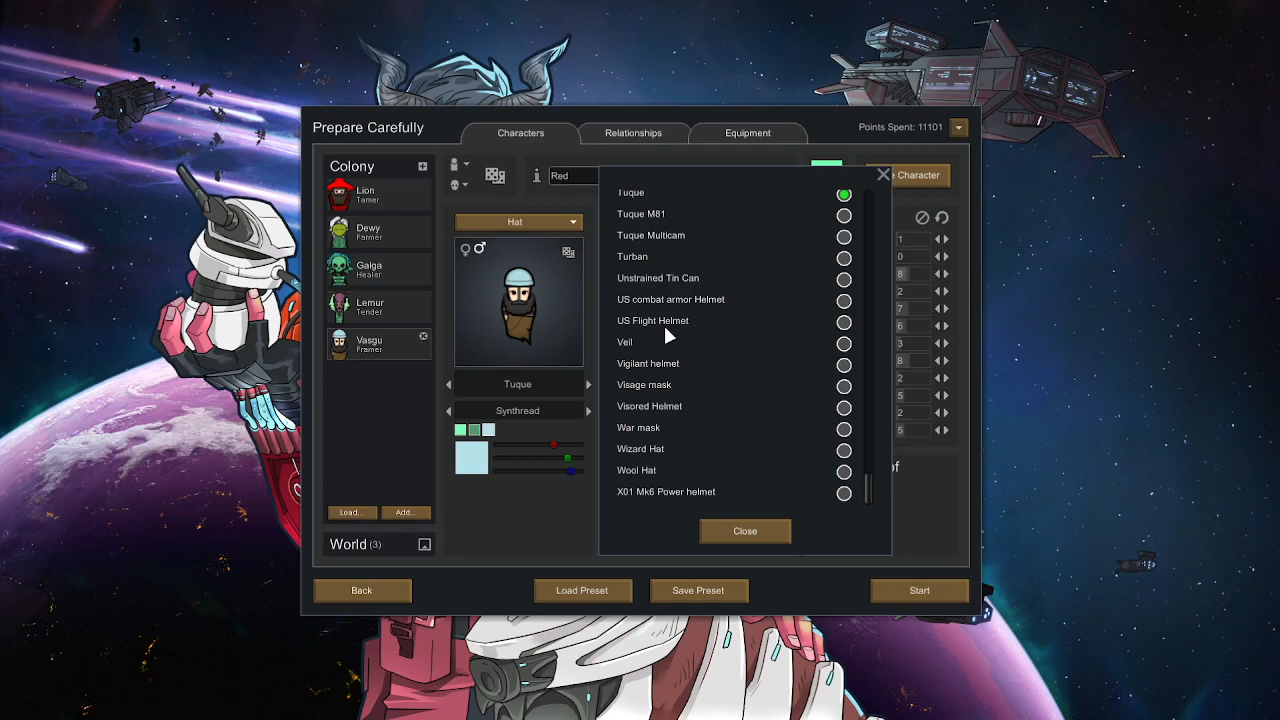 Prepare Carefully
Characters
Relationships
Equipment
Points Spent: 11101
Colony
Lion
Tamer
Dewy
Farmer
Galga
Healer
Lemur
Tender
Vasgu
Framer
Load...
Add...
World (3)
Red
Character
Hat
Tuque
Synthread
Tuque
Tuque M81
Tuque Multicam
Turban
Unstrained Tin Can
US combat armor Helmet
US Flight Helmet
Veil
Vigilant helmet
Visage mask
Visored Helmet
War mask
Wizard Hat
Wool Hat
X01 Mk6 Power helmet
Close
1
0
8
2
7
6
3
8
2
5
2
5
of
Back
Load Preset
Save Preset
Start